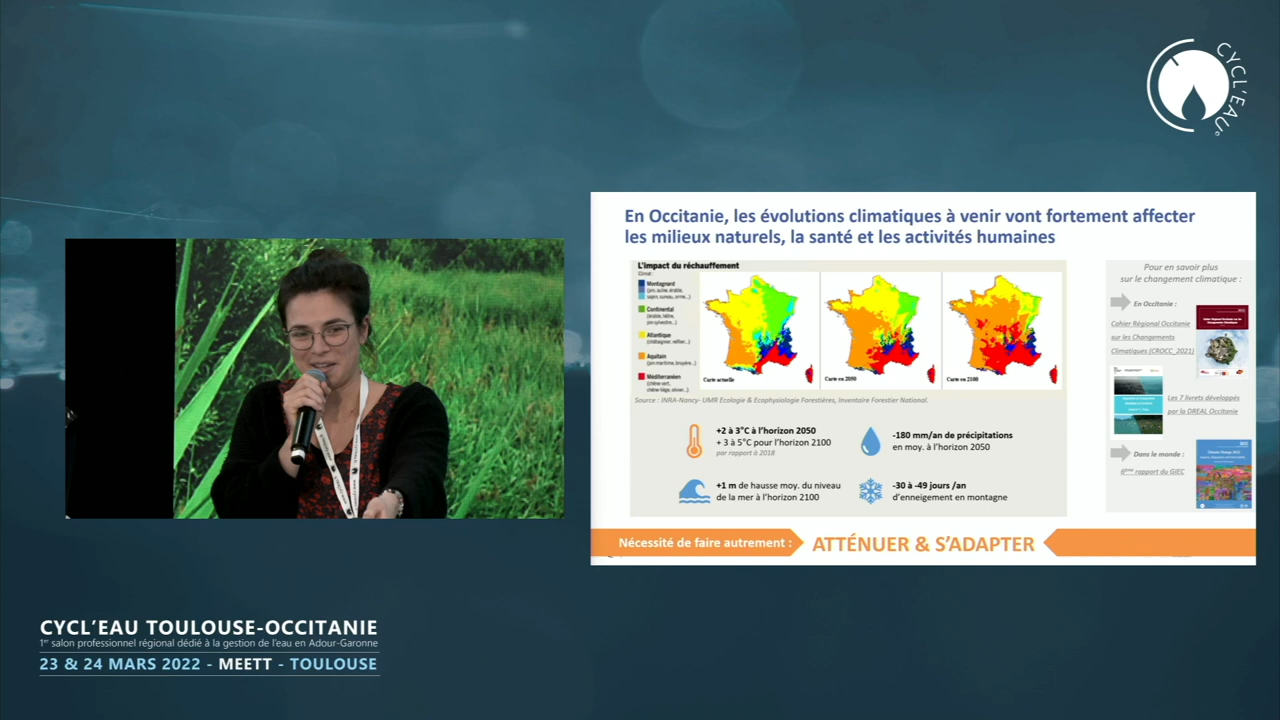 CYCL'EAU
En Occitanie, les évolutions climatiques à venir vont fortement affecter
les milieux naturels, la santé et les activités humaines
L'impact du réchauffement
Climat :
Montagnard
Continental
Atlantique
Aquitain
Méditerranéen
Carte actuelle
Carte en 2050
Carte en 2100
Source : INRA-Nancy- UMR Ecologie & Ecophysiologie Forestières, Inventaire Forestier National.
+2 à 3°C à l'horizon 2050
+ 3 à 5°C pour l'horizon 2100
par rapport à 2018
-180 mm/an de précipitations
en moy. à l'horizon 2050
+1 m de hausse moy. du niveau
de la mer à l'horizon 2100
-30 à -49 jours /an
d'enneigement en montagne
Pour en savoir plus
sur le changement climatique :
En Occitanie :
Cahier Régional Occitanie
sur les Changements
Climatiques (CROCC_2021)
Les 7 livrets développés
par la DREAL Occitanie
Dans le monde :
6ème rapport du GIEC
Nécessité de faire autrement :
ATTÉNUER & S'ADAPTER
CYCL'EAU TOULOUSE-OCCITANIE
1er salon professionnel régional dédié à la gestion de l'eau en Adour-Garonne
23 & 24 MARS 2022 - MEETT - TOULOUSE